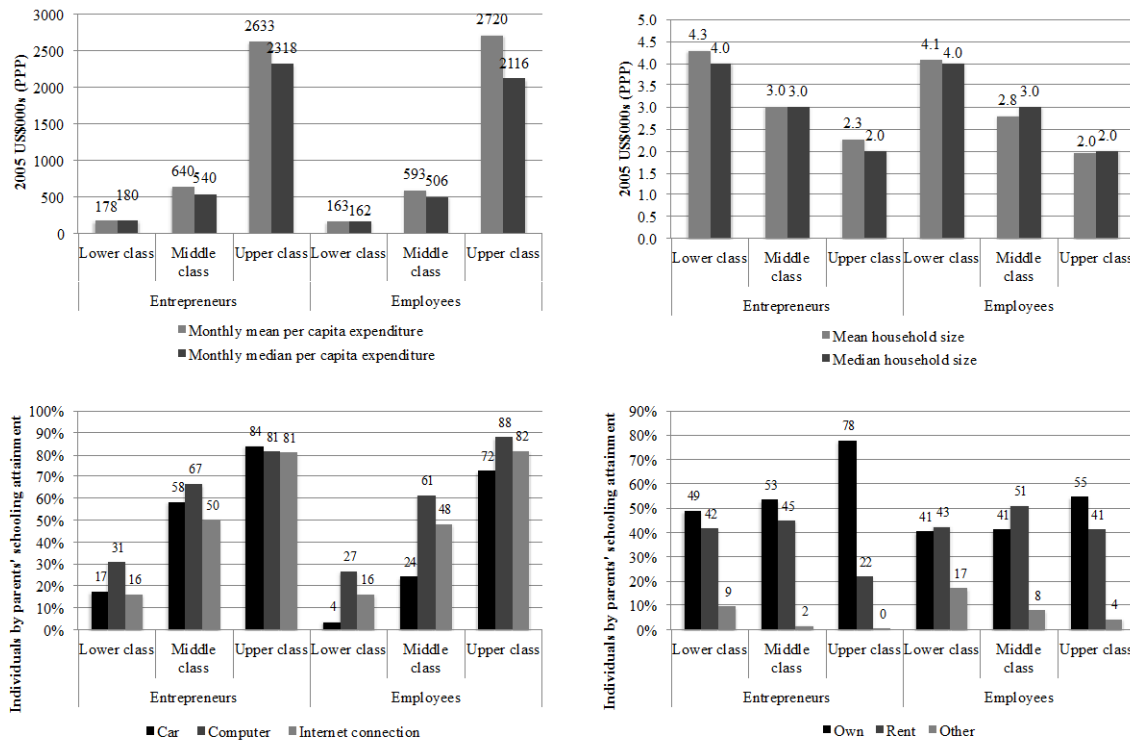 3000
2500
2000
1500
1000
500
0
2005 US$000s (PPP)
178
180
640
540
2633
2318
163
162
593
506
2720
2116
Lower class
Middle
class
Upper class
Lower class
Middle
class
Upper class
Entrepreneurs
Employees
Monthly mean per capita expenditure
Monthly median per capita expenditure
5.0
4.5
4.0
3.5
3.0
2.5
2.0
1.5
1.0
0.5
0.0
2005 US$000s (PPP)
4.3
4.0
3.0
3.0
2.3
2.0
4.1
4.0
2.8
3.0
2.0
2.0
Lower class
Middle
class
Upper class
Lower class
Middle
class
Upper class
Entrepreneurs
Employees
Mean household size
Median household size
100%
90%
80%
70%
60%
50%
40%
30%
20%
10%
0%
Individuals by parents' schooling attainment
17
31
16
58
67
50
84
81
81
4
27
16
24
61
48
72
88
82
Lower class
Middle
class
Upper class
Lower class
Middle
class
Upper class
Entrepreneurs
Employees
Car
Computer
Internet connection
90%
80%
70%
60%
50%
40%
30%
20%
10%
0%
Individuals by parents' schooling attainment
49
42
9
53
45
2
78
22
0
41
43
17
41
51
8
55
41
4
Lower class
Middle
class
Upper class
Lower class
Middle
class
Upper class
Entrepreneurs
Employees
Own
Rent
Other